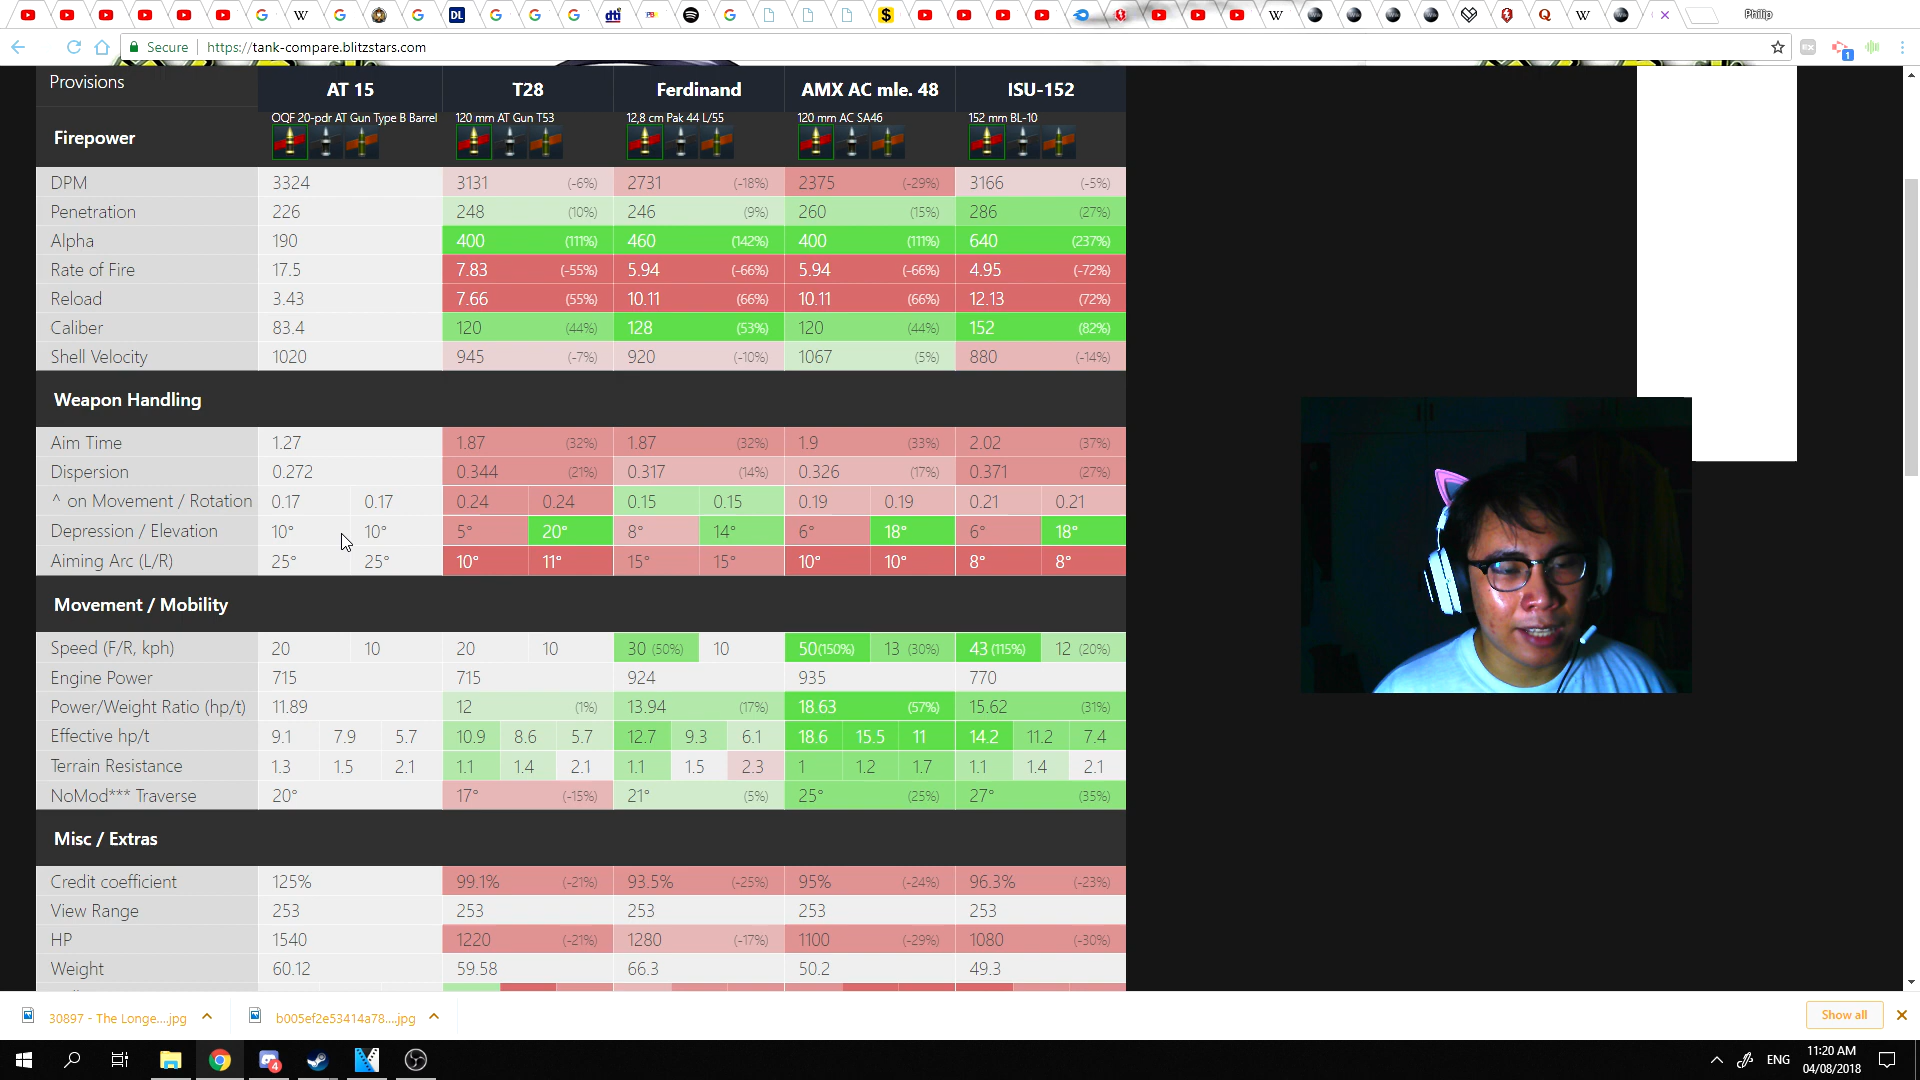 Philip
Secure | https://tank-compare.blitzstars.com
Provisions AT 15 T28 Ferdinand AMX AC mle. 48 ISU-152
Firepower OQF 20-pdr AT Gun Type B Barrel 120 mm AT Gun T53 12,8 cm Pak 44 L/55 120 mm AC SA46 152 mm BL-10
DPM 3324 3131 (-6%) 2731 (-18%) 2375 (-29%) 3166 (-5%)
Penetration 226 248 (10%) 246 (9%) 260 (15%) 286 (27%)
Alpha 190 400 (111%) 460 (142%) 400 (111%) 640 (237%)
Rate of Fire 17.5 7.83 (-55%) 5.94 (-66%) 5.94 (-66%) 4.95 (-72%)
Reload 3.43 7.66 (55%) 10.11 (66%) 10.11 (66%) 12.13 (72%)
Caliber 83.4 120 (44%) 128 (53%) 120 (44%) 152 (82%)
Shell Velocity 1020 945 (-7%) 920 (-10%) 1067 (5%) 880 (-14%)
Weapon Handling
Aim Time 1.27 1.87 (32%) 1.87 (32%) 1.9 (33%) 2.02 (37%)
Dispersion 0.272 0.344 (21%) 0.317 (14%) 0.326 (17%) 0.371 (27%)
^ on Movement / Rotation 0.17 0.17 0.24 0.24 0.15 0.15 0.19 0.19 0.21 0.21
Depression / Elevation 10° 10° 5° 20° 8° 14° 6° 18° 6° 18°
Aiming Arc (L/R) 25° 25° 10° 11° 15° 15° 10° 10° 8° 8°
Movement / Mobility
Speed (F/R, kph) 20 10 20 10 30 (50%) 10 50(150%) 13 (30%) 43 (115%) 12 (20%)
Engine Power 715 715 924 935 770
Power/Weight Ratio (hp/t) 11.89 12 (1%) 13.94 (17%) 18.63 (57%) 15.62 (31%)
Effective hp/t 9.1 7.9 5.7 10.9 8.6 5.7 12.7 9.3 6.1 18.6 15.5 11 14.2 11.2 7.4
Terrain Resistance 1.3 1.5 2.1 1.1 1.4 2.1 1.1 1.5 2.3 1 1.2 1.7 1.1 1.4 2.1
NoMod*** Traverse 20° 17° (-15%) 21° (5%) 25° (25%) 27° (35%)
Misc / Extras
Credit coefficient 125% 99.1% (-21%) 93.5% (-25%) 95% (-24%) 96.3% (-23%)
View Range 253 253 253 253 253
HP 1540 1220 (-21%) 1280 (-17%) 1100 (-29%) 1080 (-30%)
Weight 60.12 59.58 66.3 50.2 49.3
30897 - The Longe....jpg b005ef2e53414a78....jpg Show all
ENG 11:20 AM
04/08/2018